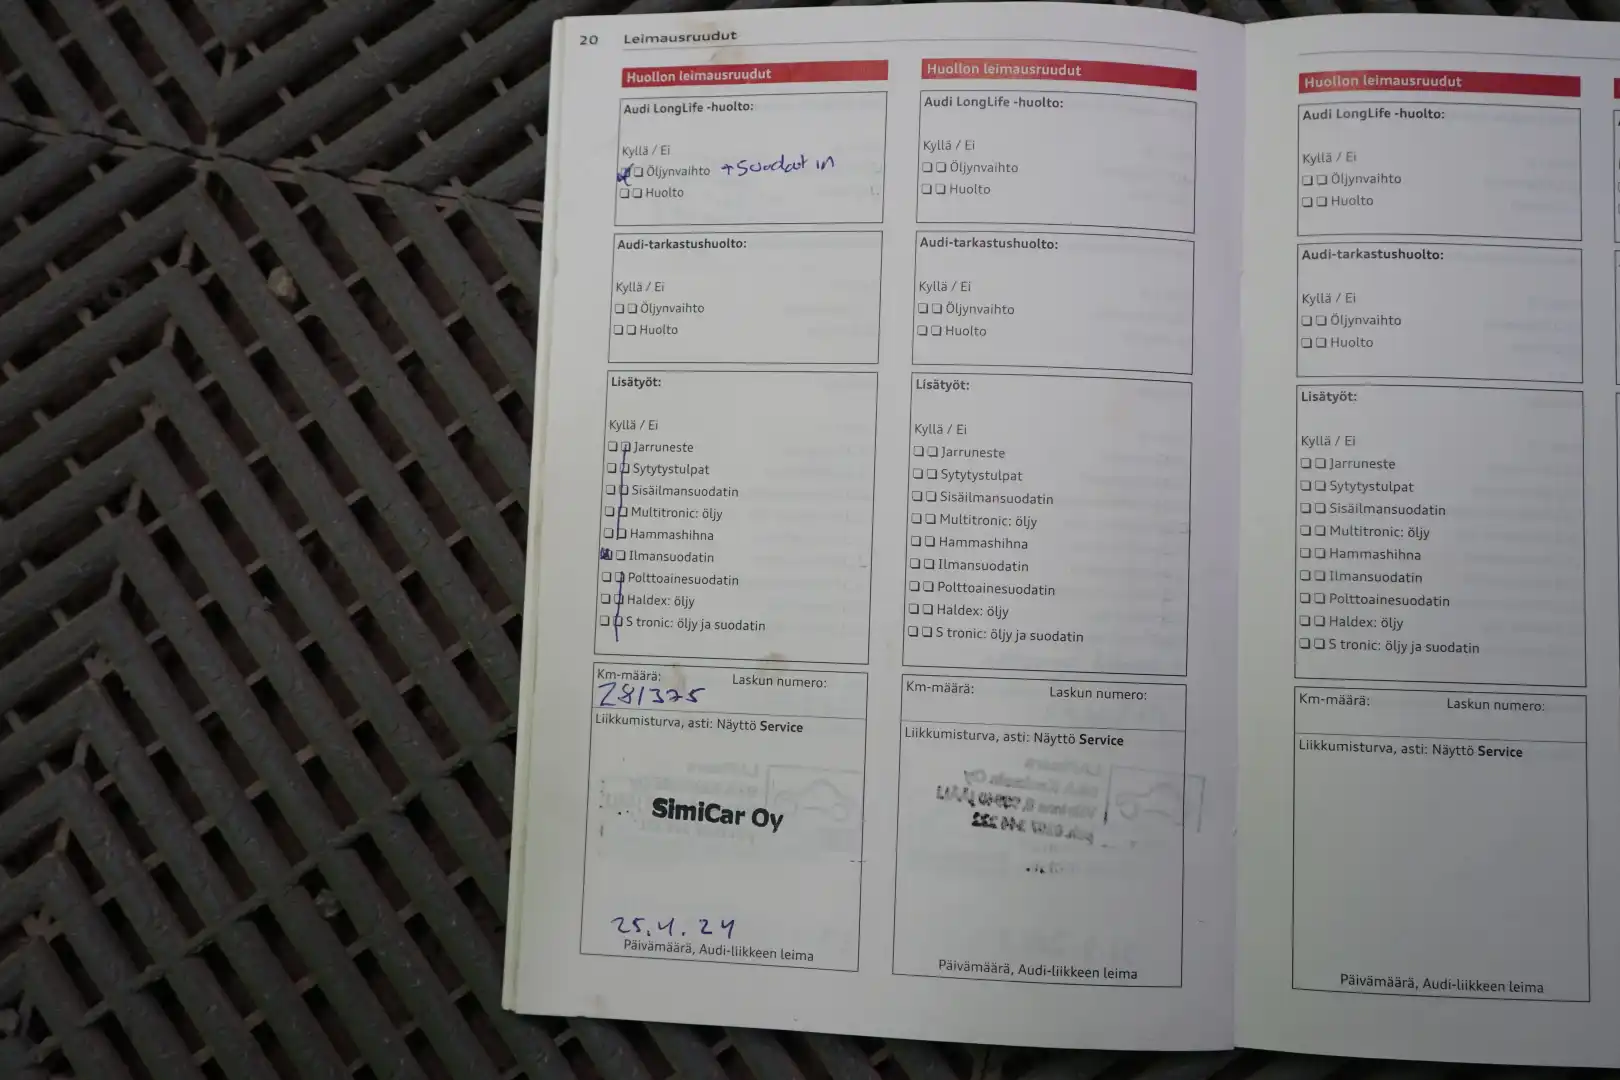 20 Leimausruudut
Huollon leimausruudut
Audi LongLife -huolto:
Kyllä / Ei
Öljynvaihto + Suodatin
Huolto
Audi-tarkastushuolto:
Kyllä / Ei
Öljynvaihto
Huolto
Lisätyöt:
Kyllä / Ei
Jarruneste
Sytytystulpat
Sisäilmansuodatin
Multitronic: öljy
Hammashihna
Ilmansuodatin
Polttoainesuodatin
Haldex: öljy
S tronic: öljy ja suodatin
Km-määrä: Laskun numero:
281375
Liikkumisturva, asti: Näyttö Service
SimiCar Oy
25.4.24
Päivämäärä, Audi-liikkeen leima
Huollon leimausruudut
Audi LongLife -huolto:
Kyllä / Ei
Öljynvaihto
Huolto
Audi-tarkastushuolto:
Kyllä / Ei
Öljynvaihto
Huolto
Lisätyöt:
Kyllä / Ei
Jarruneste
Sytytystulpat
Sisäilmansuodatin
Multitronic: öljy
Hammashihna
Ilmansuodatin
Polttoainesuodatin
Haldex: öljy
S tronic: öljy ja suodatin
Km-määrä: Laskun numero:
Liikkumisturva, asti: Näyttö Service
Päivämäärä, Audi-liikkeen leima
Huollon leimausruudut
Audi LongLife -huolto:
Kyllä / Ei
Öljynvaihto
Huolto
Audi-tarkastushuolto:
Kyllä / Ei
Öljynvaihto
Huolto
Lisätyöt:
Kyllä / Ei
Jarruneste
Sytytystulpat
Sisäilmansuodatin
Multitronic: öljy
Hammashihna
Ilmansuodatin
Polttoainesuodatin
Haldex: öljy
S tronic: öljy ja suodatin
Km-määrä: Laskun numero:
Liikkumisturva, asti: Näyttö Service
Päivämäärä, Audi-liikkeen leima